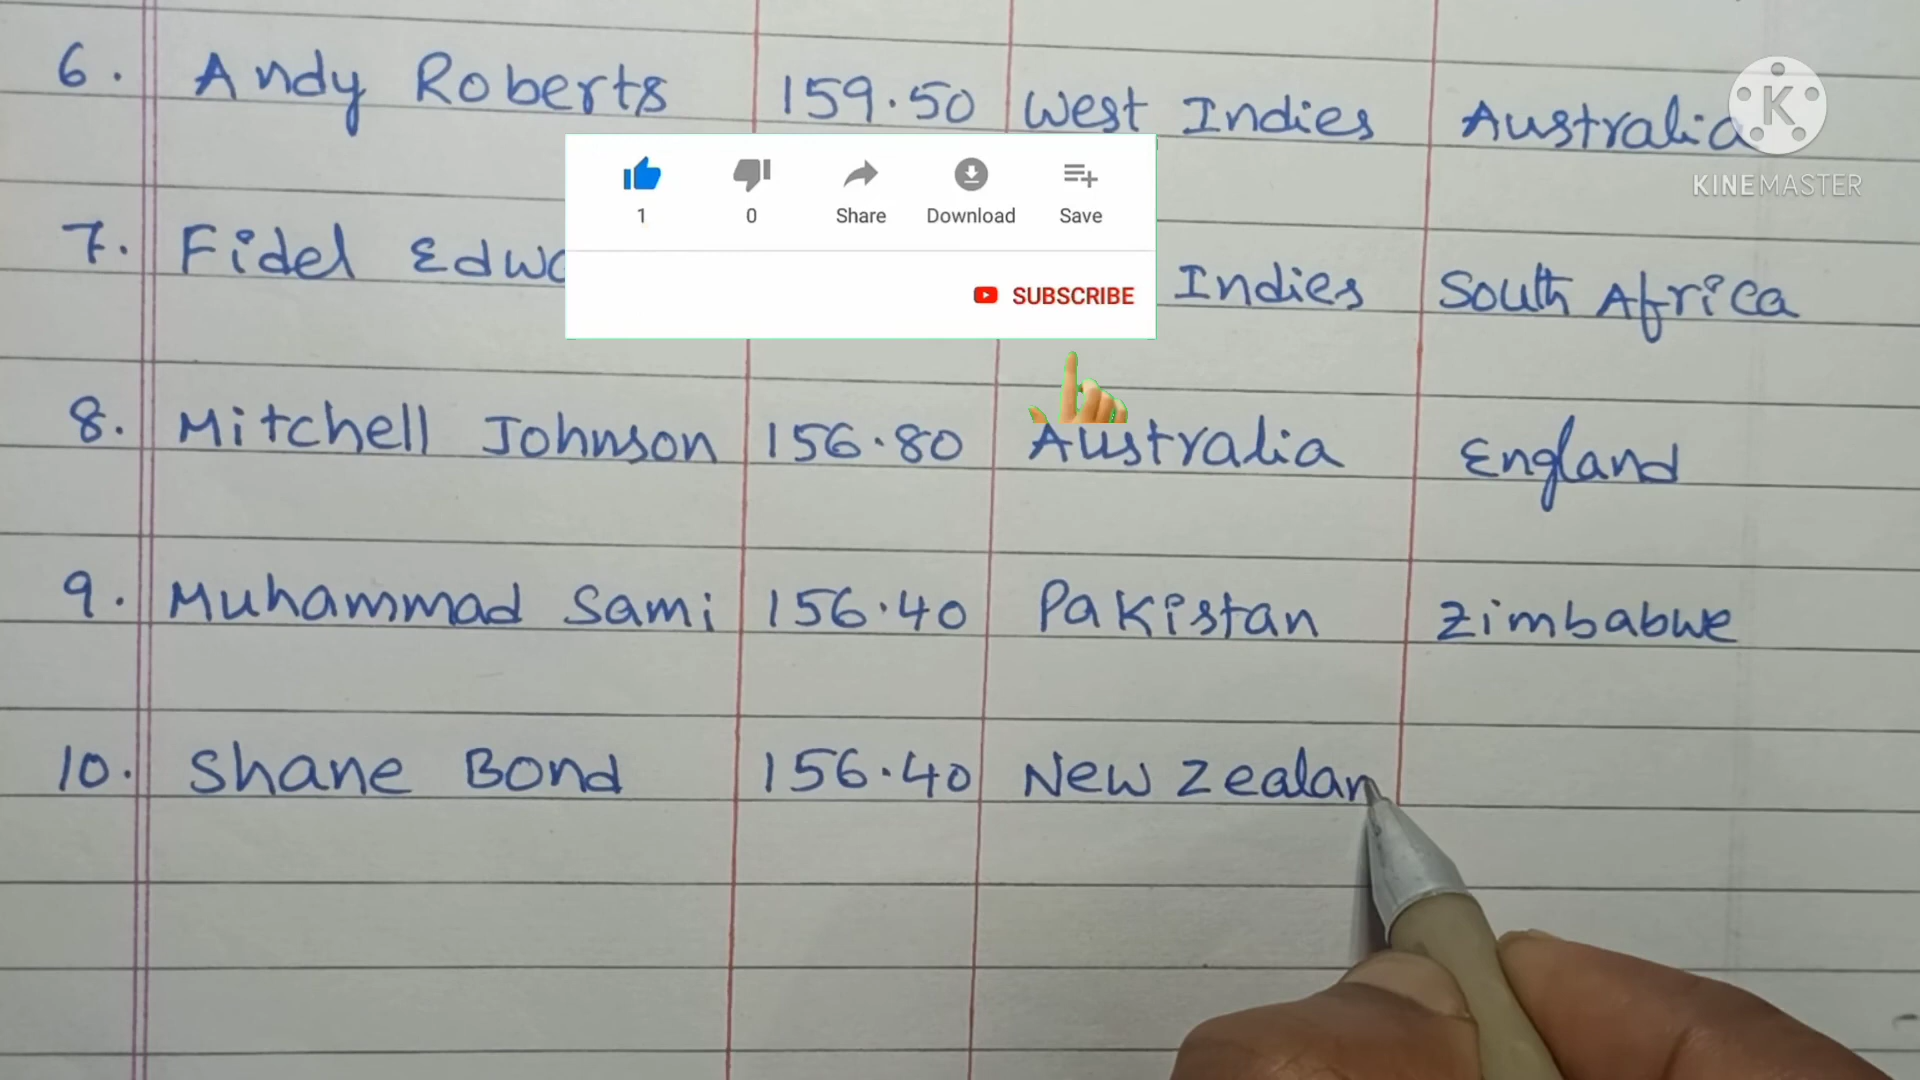 6. Andy Roberts 159.50 West Indies Australia
KINEMASTER
1 0 Share Download Save
7. Fidel Indies South Africa
SUBSCRIBE
8. Mitchell Johnson 156.80 Australia England
9. Muhammad Sami 156.40 Pakistan Zimbabwe
10. Shane Bond 156.40 New Zealan